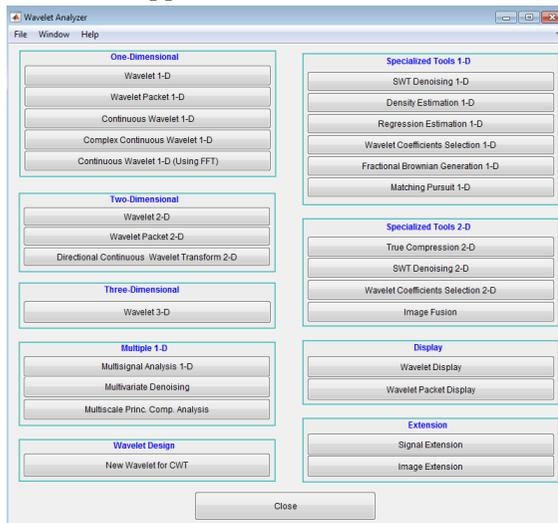 Wavelet Analyzer
File Window Help
One-Dimensional
Wavelet 1-D
Wavelet Packet 1-D
Continuous Wavelet 1-D
Complex Continuous Wavelet 1-D
Continuous Wavelet 1-D (Using FFT)
Two-Dimensional
Wavelet 2-D
Wavelet Packet 2-D
Directional Continuous Wavelet Transform 2-D
Three-Dimensional
Wavelet 3-D
Multiple 1-D
Multisignal Analysis 1-D
Multivariate Denoising
Multiscale Princ. Comp. Analysis
Wavelet Design
New Wavelet for CWT
Specialized Tools 1-D
SWT Denoising 1-D
Density Estimation 1-D
Regression Estimation 1-D
Wavelet Coefficients Selection 1-D
Fractional Brownian Generation 1-D
Matching Pursuit 1-D
Specialized Tools 2-D
True Compression 2-D
SWT Denoising 2-D
Wavelet Coefficients Selection 2-D
Image Fusion
Display
Wavelet Display
Wavelet Packet Display
Extension
Signal Extension
Image Extension
Close